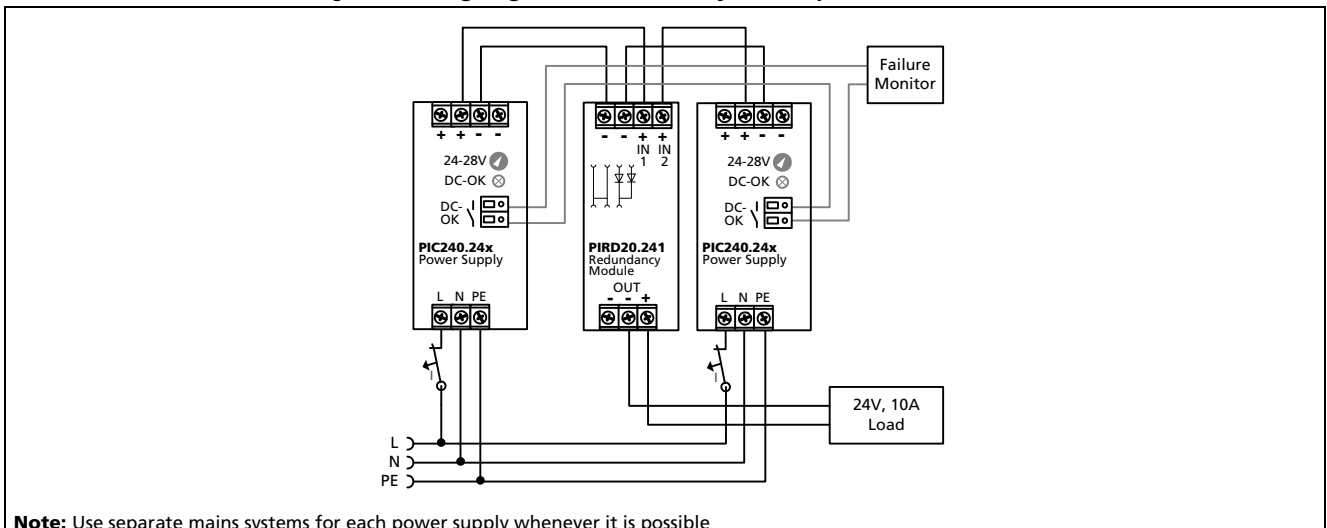 Failure
Monitor
+ + - -
24-28V
DC-OK
DC-
OK
PIC240.24x
Power Supply
L N PE
- - + +
IN IN
1 2
PIRD20.241
Redundancy
Module
OUT
- - +
+ + - -
24-28V
DC-OK
DC-
OK
PIC240.24x
Power Supply
L N PE
I
I
24V, 10A
Load
L
N
PE
Note: Use separate mains systems for each power supply whenever it is possible